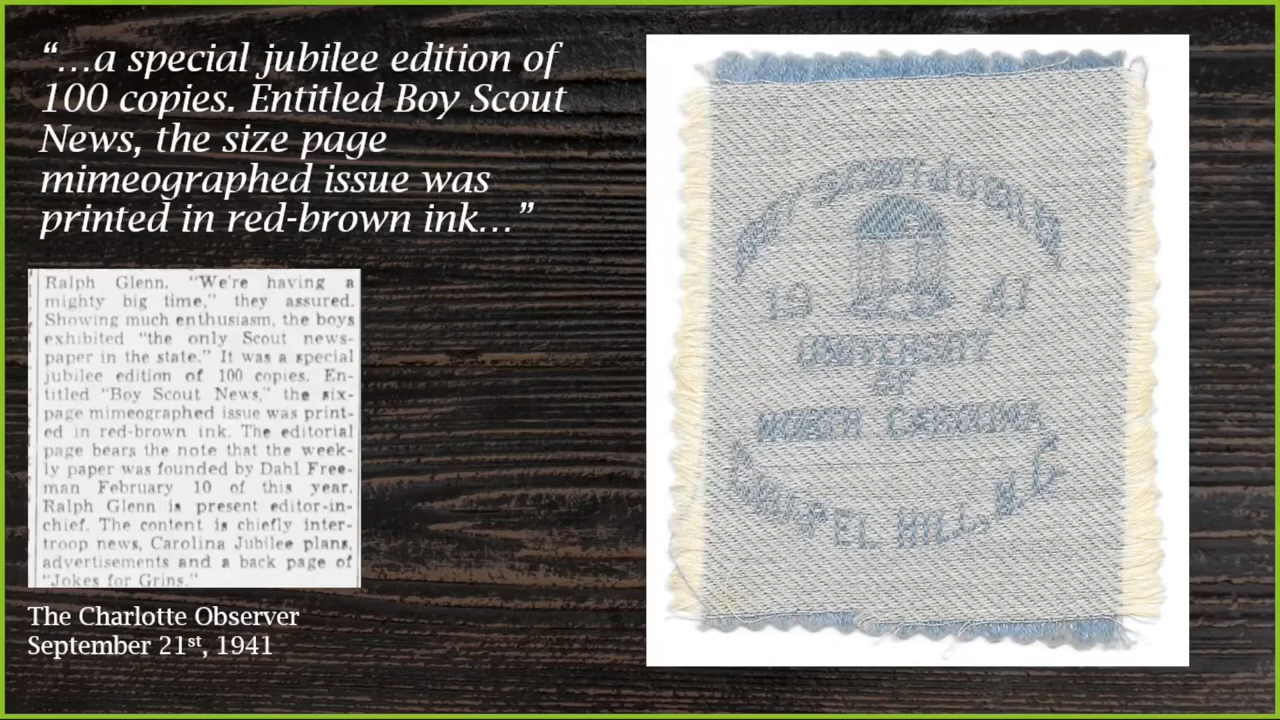 “…a special jubilee edition of
100 copies. Entitled Boy Scout
News, the size page
mimeographed issue was
printed in red-brown ink…”
Ralph Glenn. "We're having a
mighty big time," they assured.
Showing much enthusiasm, the boys
exhibited "the only Scout news-
paper in the state." It was a special
jubilee edition of 100 copies. En-
titled "Boy Scout News," the six-
page mimeographed issue was print-
ed in red-brown ink. The editorial
page bears the note that the week-
ly paper was founded by Dahl Free-
man February 10 of this year.
Ralph Glenn is present editor-in-
chief. The content is chiefly inter-
troop news, Carolina Jubilee plans,
advertisements and a back page of
"Jokes for Grins."
The Charlotte Observer
September 21st, 1941
BOY SCOUT JUBILEE
19 41
UNIVERSITY
OF
NORTH CAROLINA
CHAPEL HILL, N.C.